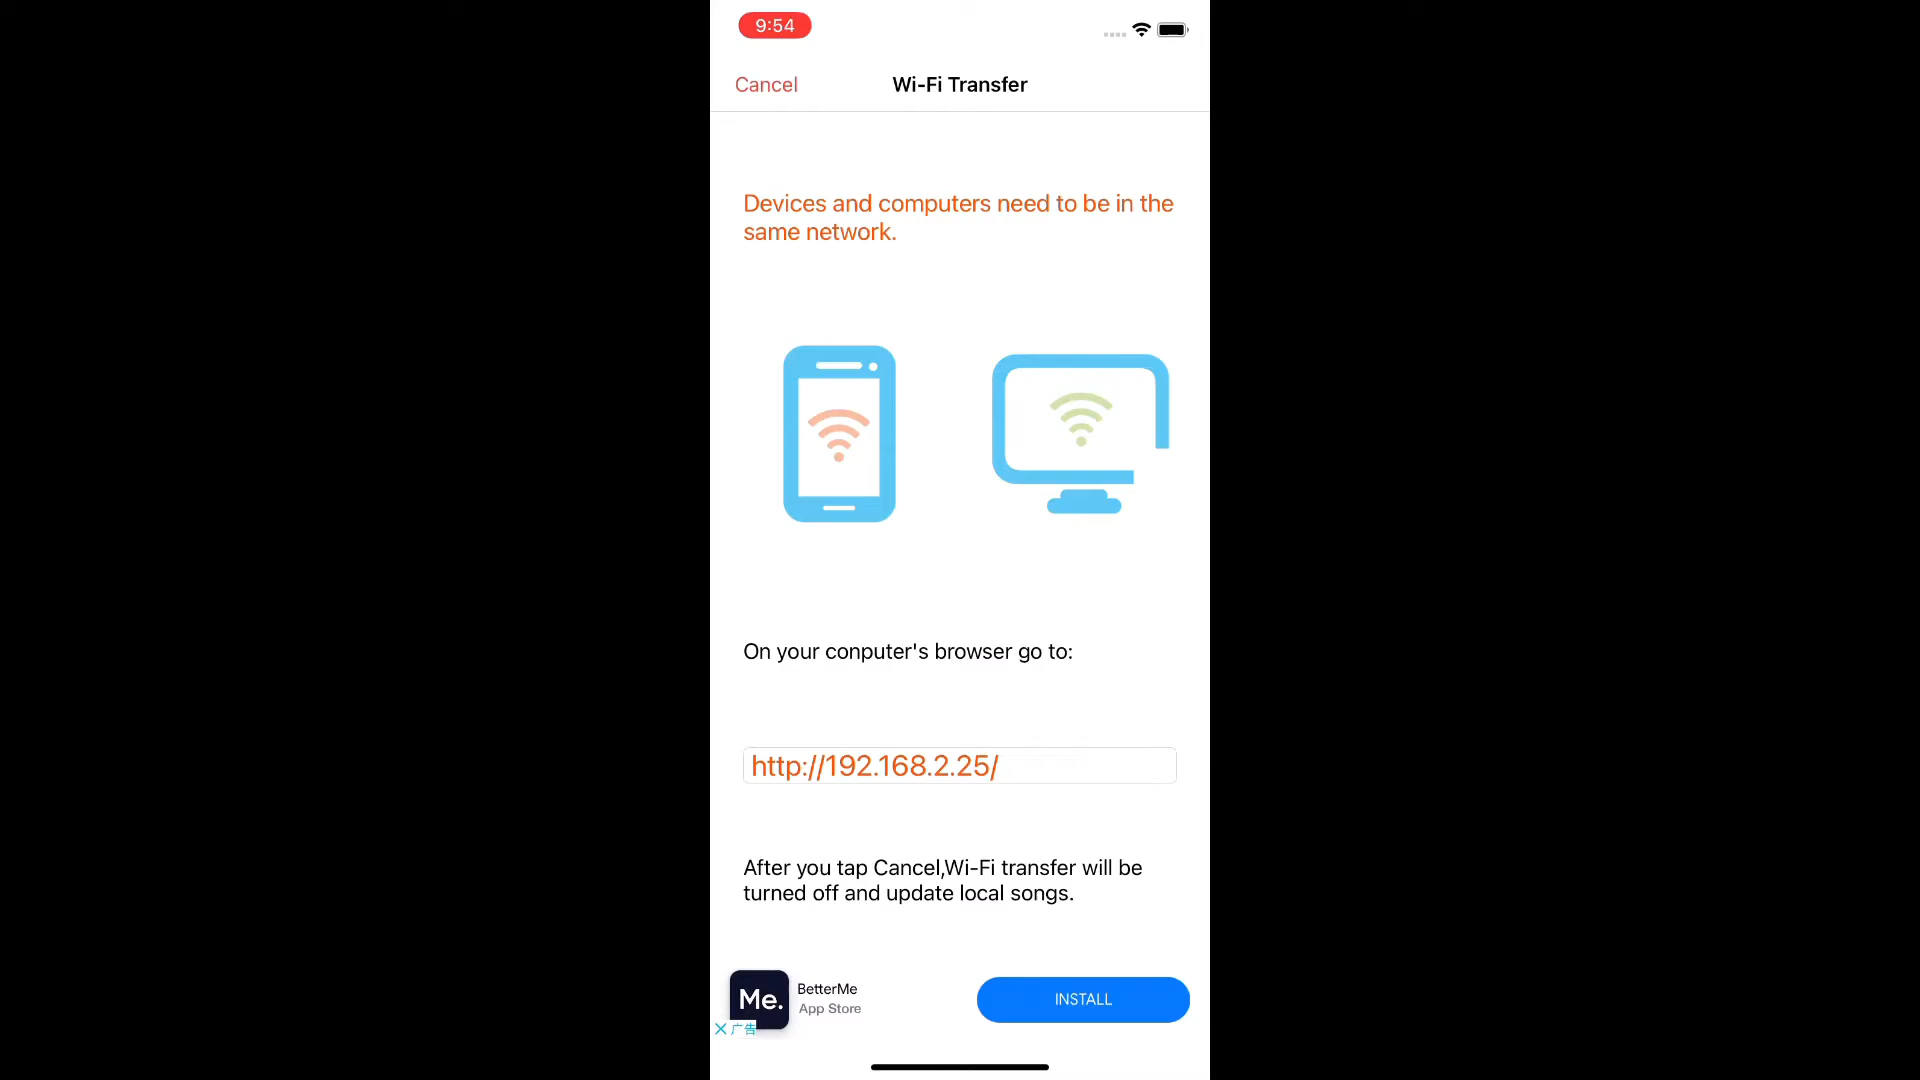 9:54
Cancel
Wi-Fi Transfer
Devices and computers need to be in the
same network.
On your conputer's browser go to:
http://192.168.2.25/
After you tap Cancel,Wi-Fi transfer will be
turned off and update local songs.
Me.
BetterMe
App Store
INSTALL
广告